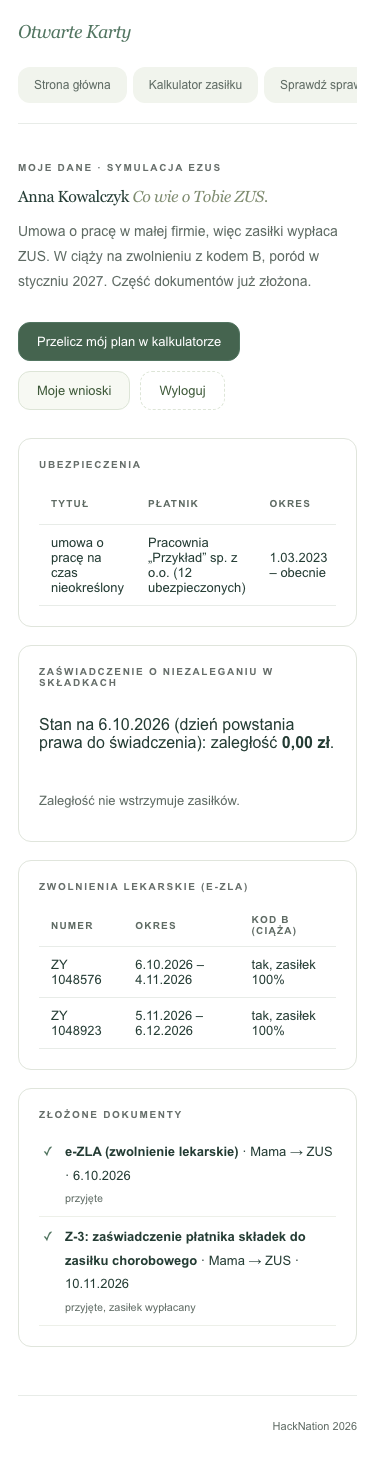 Otwarte Karty
Strona główna
Kalkulator zasiłku
Sprawdź spraw
MOJE DANE · SYMULACJA EZUS
Anna Kowalczyk Co wie o Tobie ZUS.
Umowa o pracę w małej firmie, więc zasiłki wypłaca
ZUS. W ciąży na zwolnieniu z kodem B, poród w
styczniu 2027. Część dokumentów już złożona.
Przelicz mój plan w kalkulatorze
Moje wnioski
Wyloguj
UBEZPIECZENIA
TYTUŁ PŁATNIK OKRES
umowa o
pracę na
czas
nieokreślony
Pracownia
„Przykład” sp. z
o.o. (12
ubezpieczonych)
1.03.2023
– obecnie
ZAŚWIADCZENIE O NIEZALEGANIU W
SKŁADKACH
Stan na 6.10.2026 (dzień powstania
prawa do świadczenia): zaległość 0,00 zł.
Zaległość nie wstrzymuje zasiłków.
ZWOLNIENIA LEKARSKIE (E-ZLA)
NUMER
OKRES
KOD B
(CIĄŻA)
ZY
1048576
6.10.2026 –
4.11.2026
tak, zasiłek
100%
ZY
1048923
5.11.2026 –
6.12.2026
tak, zasiłek
100%
ZŁOŻONE DOKUMENTY
✓ e-ZLA (zwolnienie lekarskie) · Mama → ZUS
· 6.10.2026
przyjęte
✓ Z-3: zaświadczenie płatnika składek do
zasiłku chorobowego · Mama → ZUS ·
10.11.2026
przyjęte, zasiłek wypłacany
HackNation 2026